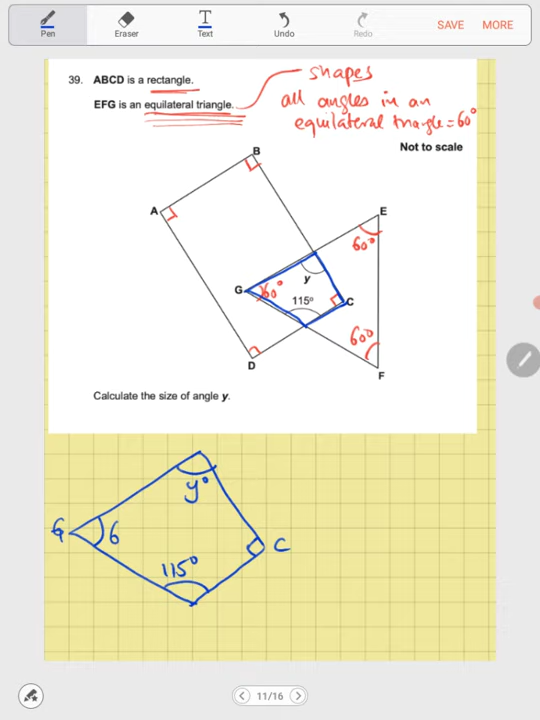 Pen
Eraser
Text
Undo
Redo
SAVE
MORE
39. ABCD is a rectangle.
EFG is an equilateral triangle.
shapes
all angles in an
equilateral triangle = 60°
Not to scale
B
A
E
60°
y
G
60°
115°
C
60°
D
F
Calculate the size of angle y.
y°
G
6
C
115°
11/16